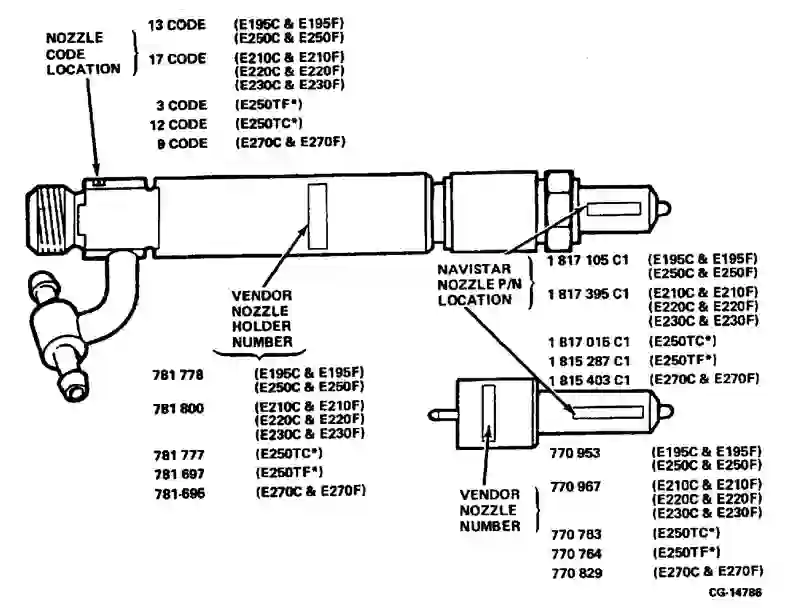 NOZZLE
CODE
LOCATION
13 CODE (E195C & E195F)
(E250C & E250F)
17 CODE (E210C & E210F)
(E220C & E220F)
(E230C & E230F)
3 CODE (E250TF*)
12 CODE (E250TC*)
9 CODE (E270C & E270F)
VENDOR
NOZZLE
HOLDER
NUMBER
781 778 (E195C & E195F)
(E250C & E250F)
781 800 (E210C & E210F)
(E220C & E220F)
(E230C & E230F)
781 777 (E250TC*)
781 697 (E250TF*)
781-696 (E270C & E270F)
NAVISTAR
NOZZLE P/N
LOCATION
1 817 105 C1 (E195C & E195F)
(E250C & E250F)
1 817 395 C1 (E210C & E210F)
(E220C & E220F)
(E230C & E230F)
1 817 016 C1 (E250TC*)
1 815 287 C1 (E250TF*)
1 815 403 C1 (E270C & E270F)
VENDOR
NOZZLE
NUMBER
770 953 (E195C & E195F)
(E250C & E250F)
770 967 (E210C & E210F)
(E220C & E220F)
(E230C & E230F)
770 783 (E250TC*)
770 764 (E250TF*)
770 829 (E270C & E270F)
CG-14786